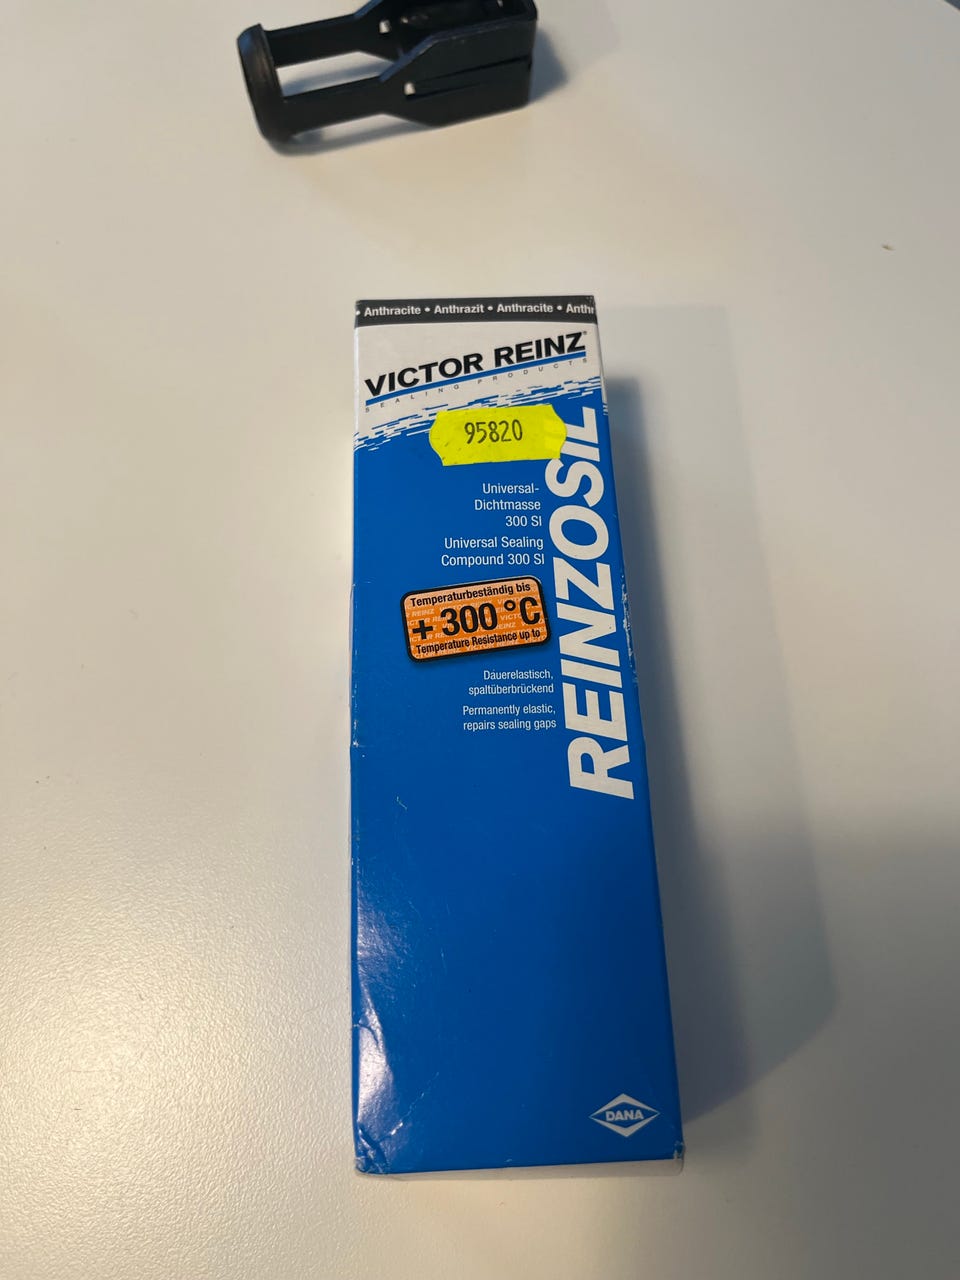 • Anthracite • Anthrazit • Anthracite • Anthr
VICTOR REINZ®
SEALING PRODUCTS
95820
REINZOSIL
Universal-
Dichtmasse
300 SI
Universal Sealing
Compound 300 SI
Temperaturbeständig bis
+300 °C
Temperature Resistance up to
Dauerelastisch,
spaltüberbrückend
Permanently elastic,
repairs sealing gaps
DANA